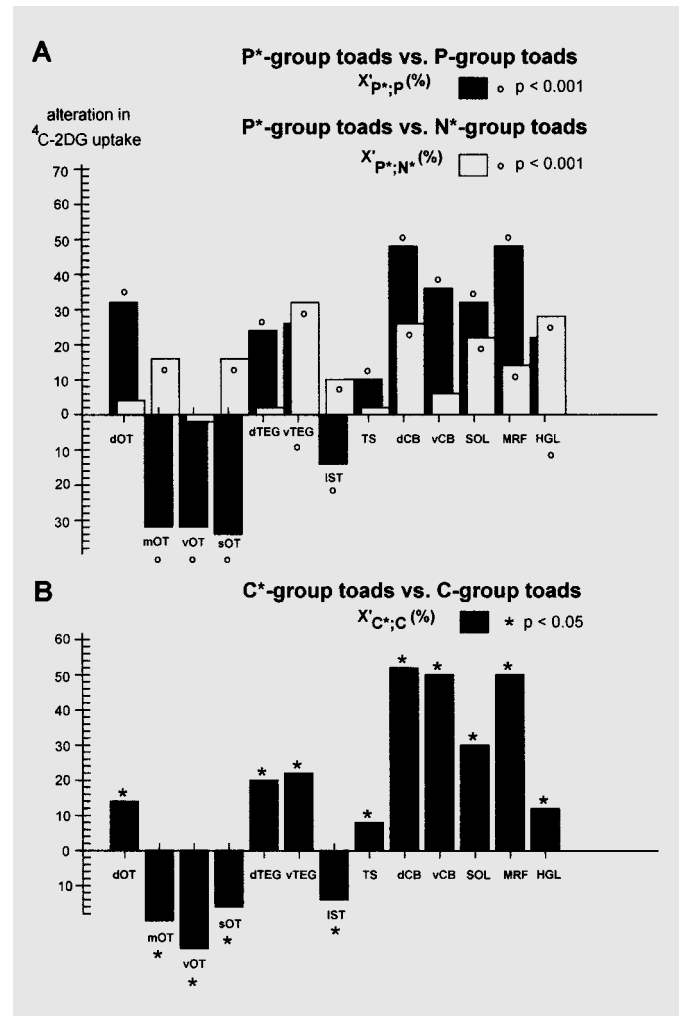 A
P*-group toads vs. P-group toads
X'P*;P (%) ° p < 0.001
alteration in
4C-2DG uptake
P*-group toads vs. N*-group toads
X'P*;N* (%) ° p < 0.001
70
60
50
40
30
20
10
0
10
20
30
dOT mOT vOT sOT dTEG vTEG IST TS dCB vCB SOL MRF HGL
B
C*-group toads vs. C-group toads
X'C*;C (%) * p < 0.05
60
50
40
30
20
10
0
10
dOT mOT vOT sOT dTEG vTEG IST TS dCB vCB SOL MRF HGL